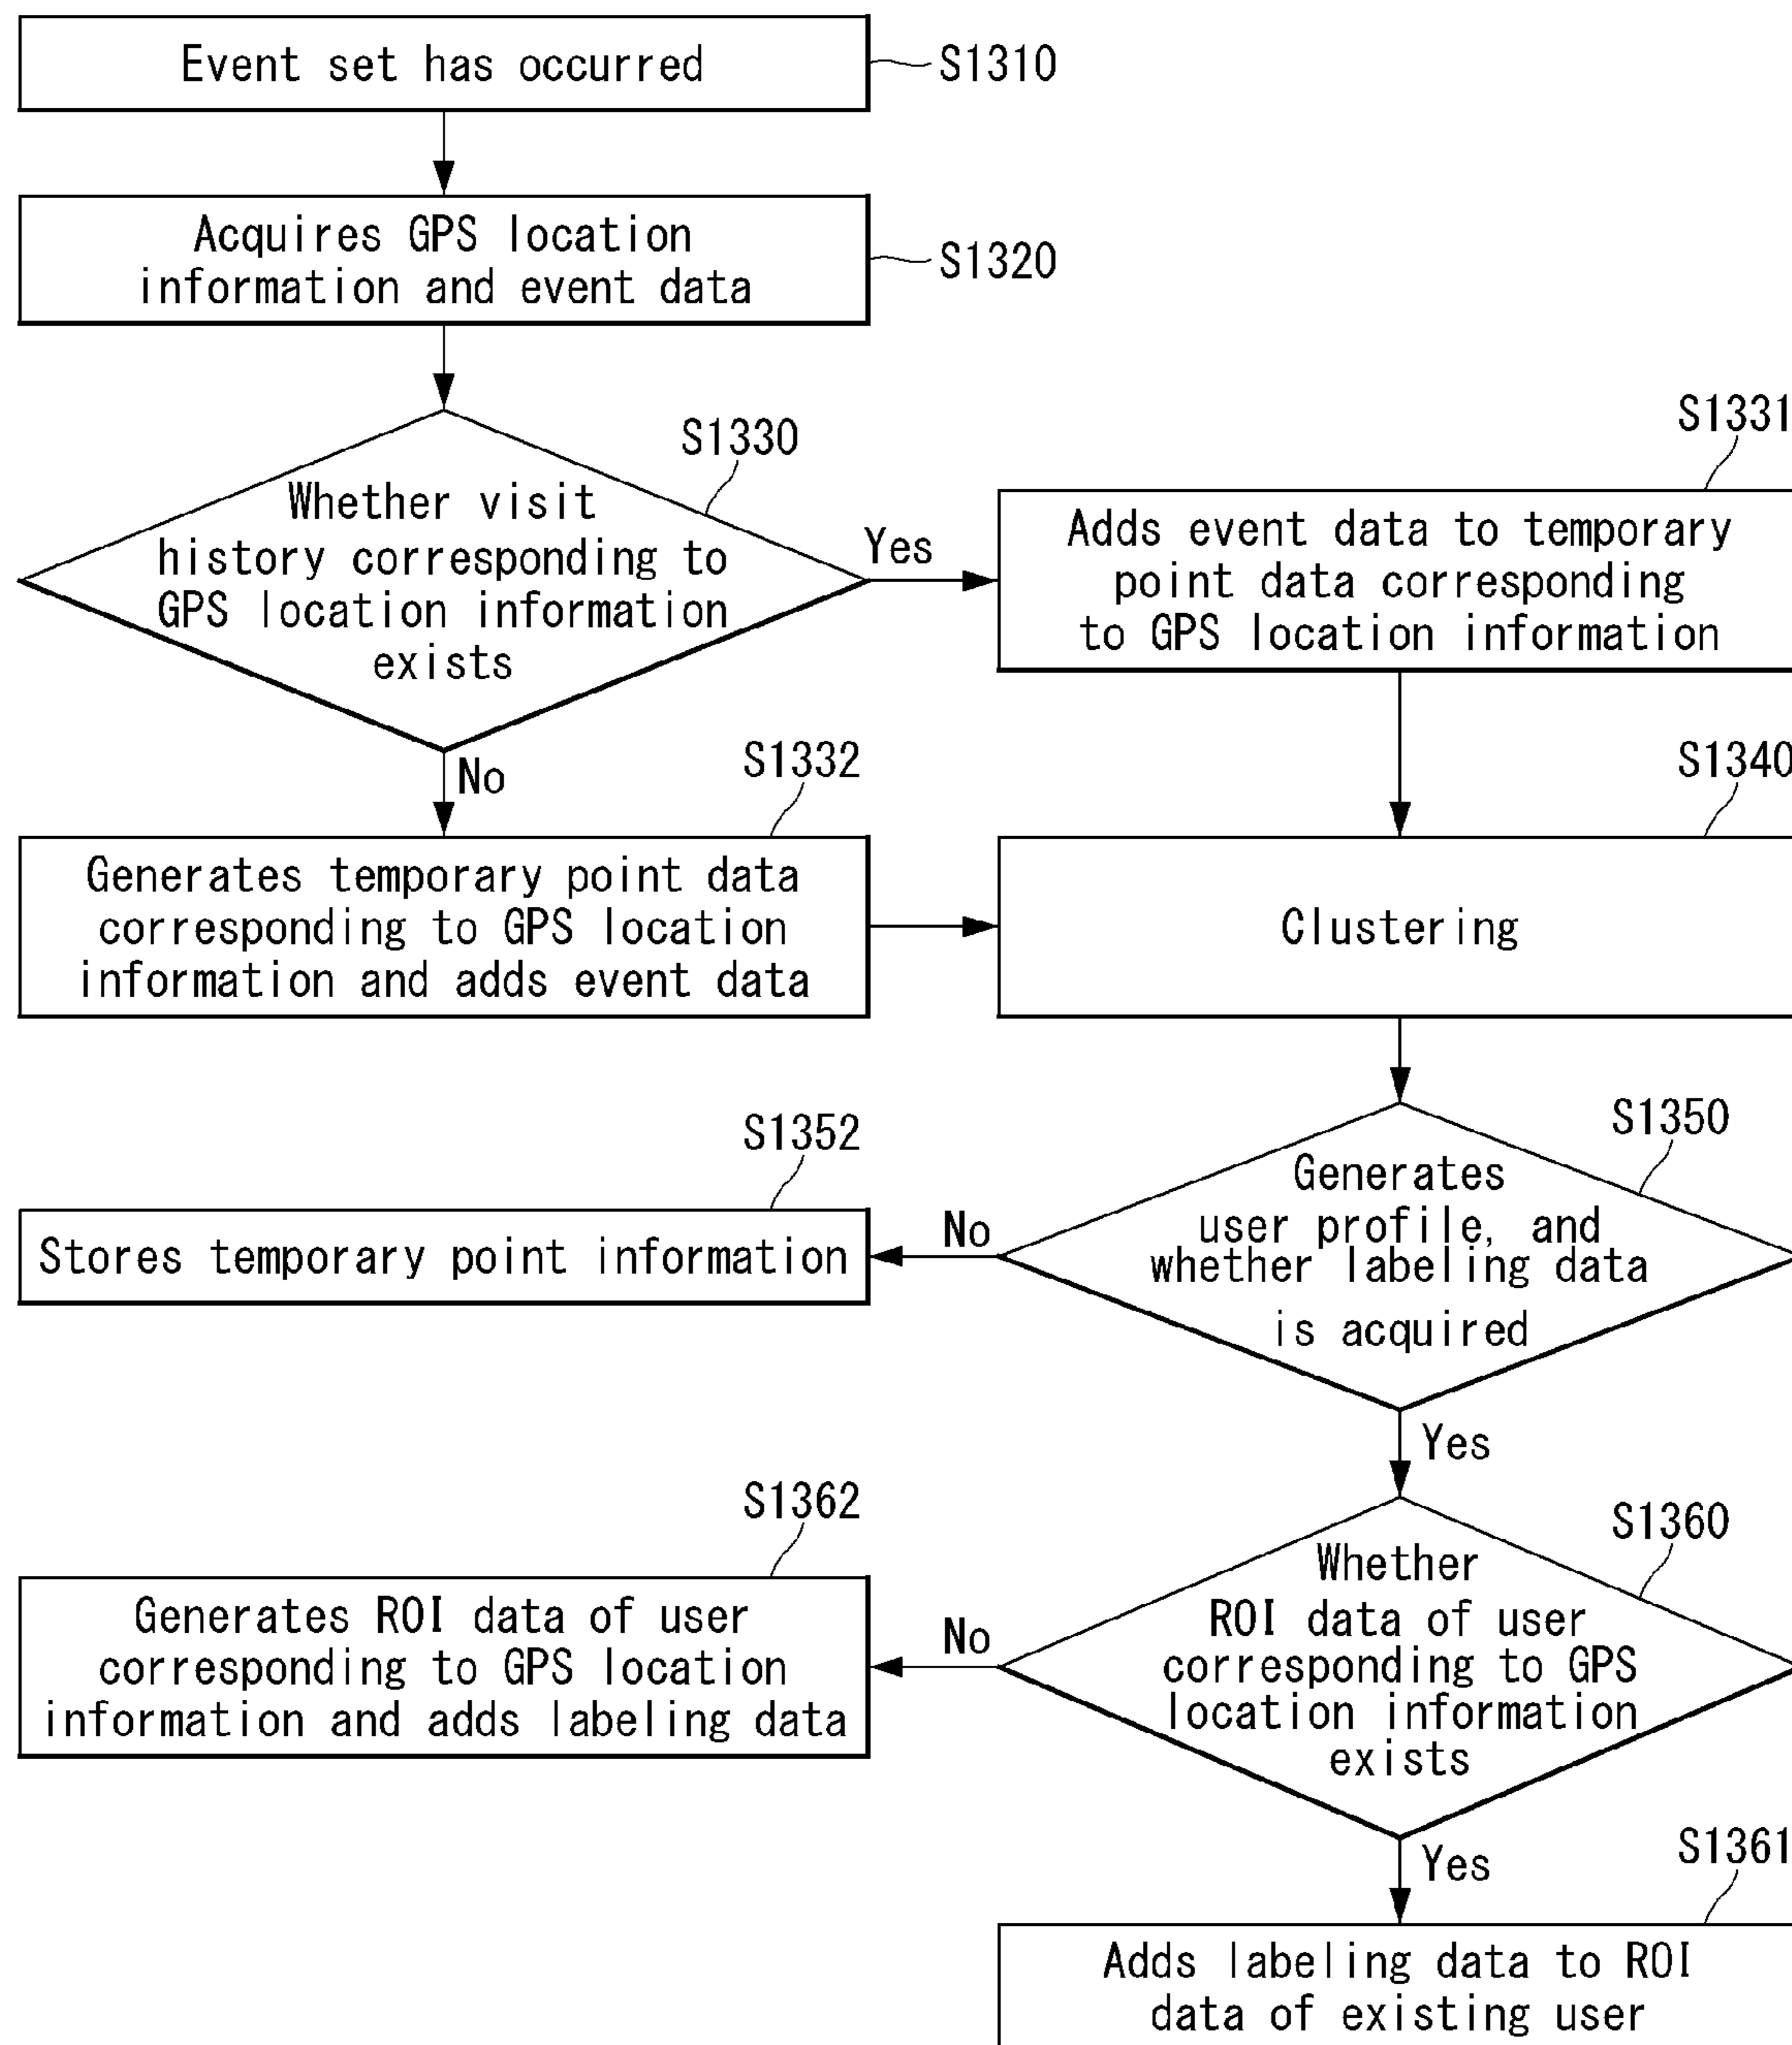 Event set has occurred
S1310
Acquires GPS location
information and event data
S1320
S1330
Whether visit
history corresponding to
GPS location information
exists
Yes
No
S1331
Adds event data to temporary
point data corresponding
to GPS location information
S1332
Generates temporary point data
corresponding to GPS location
information and adds event data
S1340
Clustering
S1350
Generates
user profile, and
whether labeling data
is acquired
No
Yes
S1352
Stores temporary point information
S1360
Whether
ROI data of user
corresponding to GPS
location information
exists
No
Yes
S1362
Generates ROI data of user
corresponding to GPS location
information and adds labeling data
S1361
Adds labeling data to ROI
data of existing user